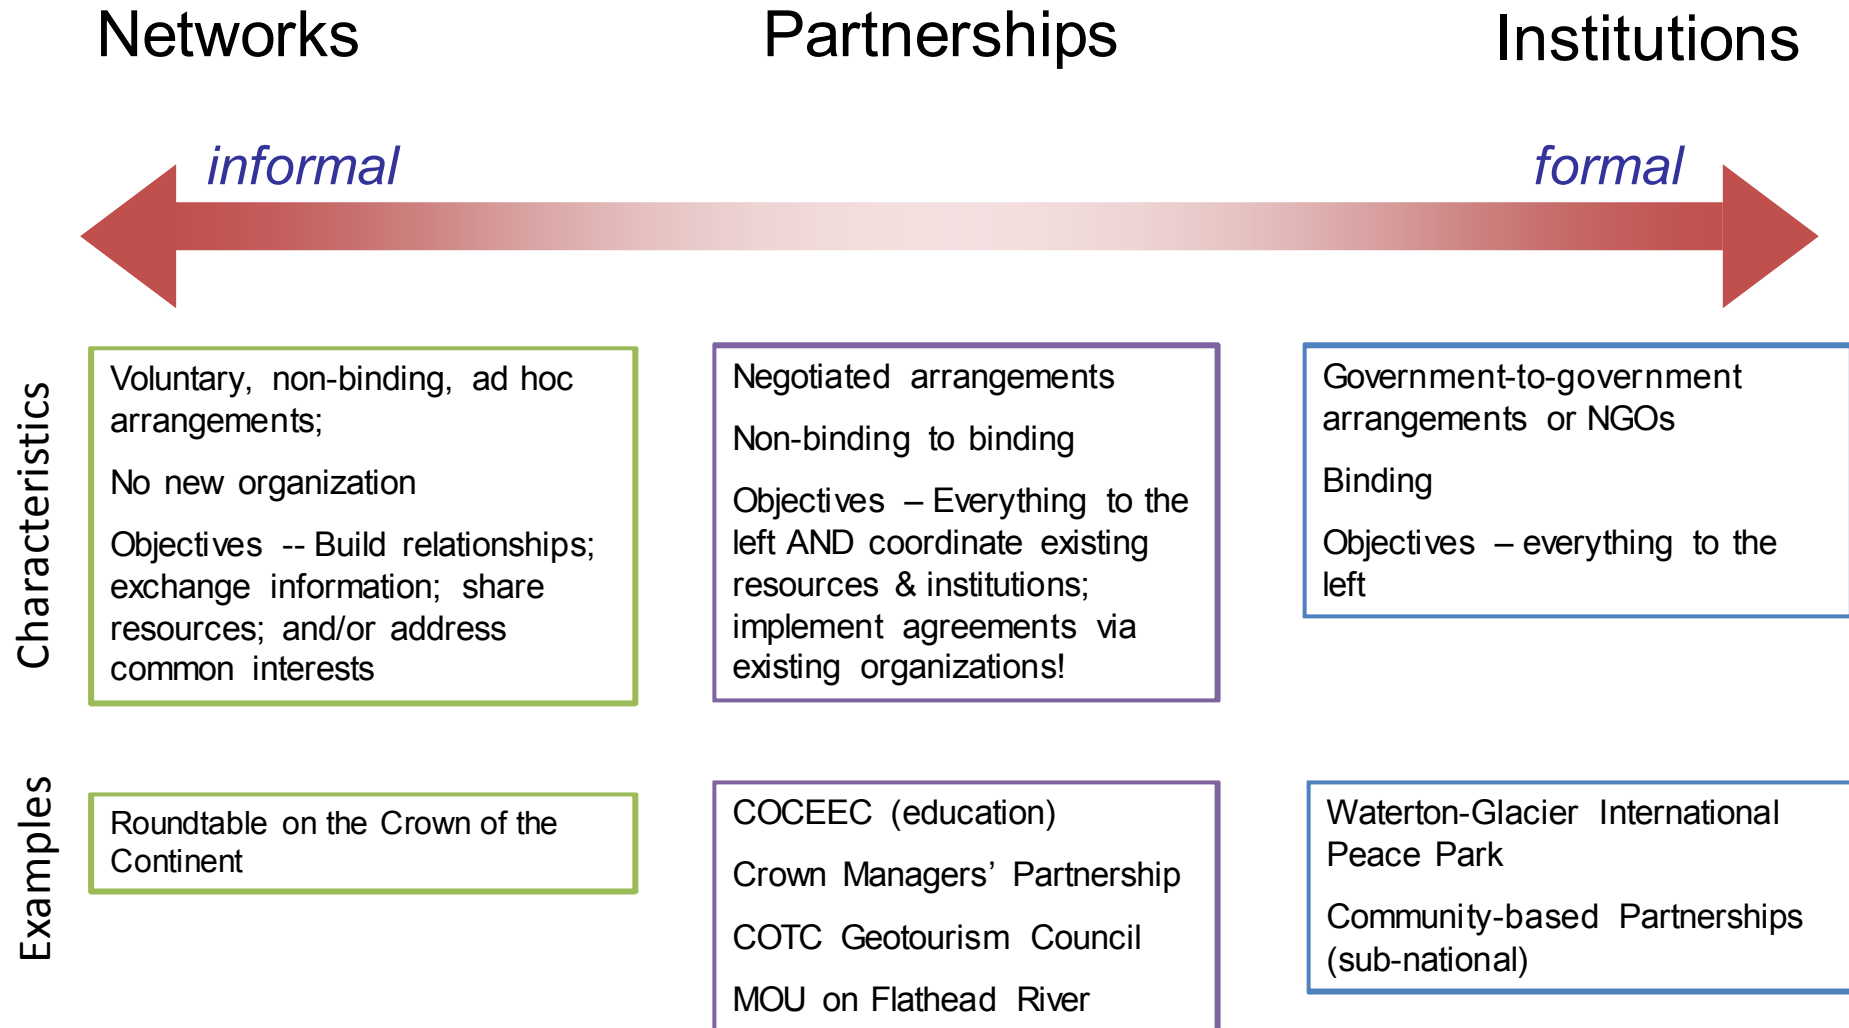 Networks
Partnerships
Institutions
informal
formal
Characteristics
Voluntary, non-binding, ad hoc
arrangements;
No new organization
Objectives -- Build relationships;
exchange information; share
resources; and/or address
common interests
Negotiated arrangements
Non-binding to binding
Objectives – Everything to the
left AND coordinate existing
resources & institutions;
implement agreements via
existing organizations!
Government-to-government
arrangements or NGOs
Binding
Objectives – everything to the
left
Examples
Roundtable on the Crown of the
Continent
COCEEC (education)
Crown Managers’ Partnership
COTC Geotourism Council
MOU on Flathead River
Waterton-Glacier International
Peace Park
Community-based Partnerships
(sub-national)